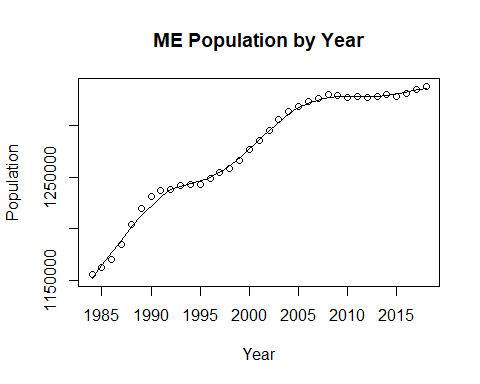 ME Population by Year
Population
1250000
1150000
1985 1990 1995 2000 2005 2010 2015
Year